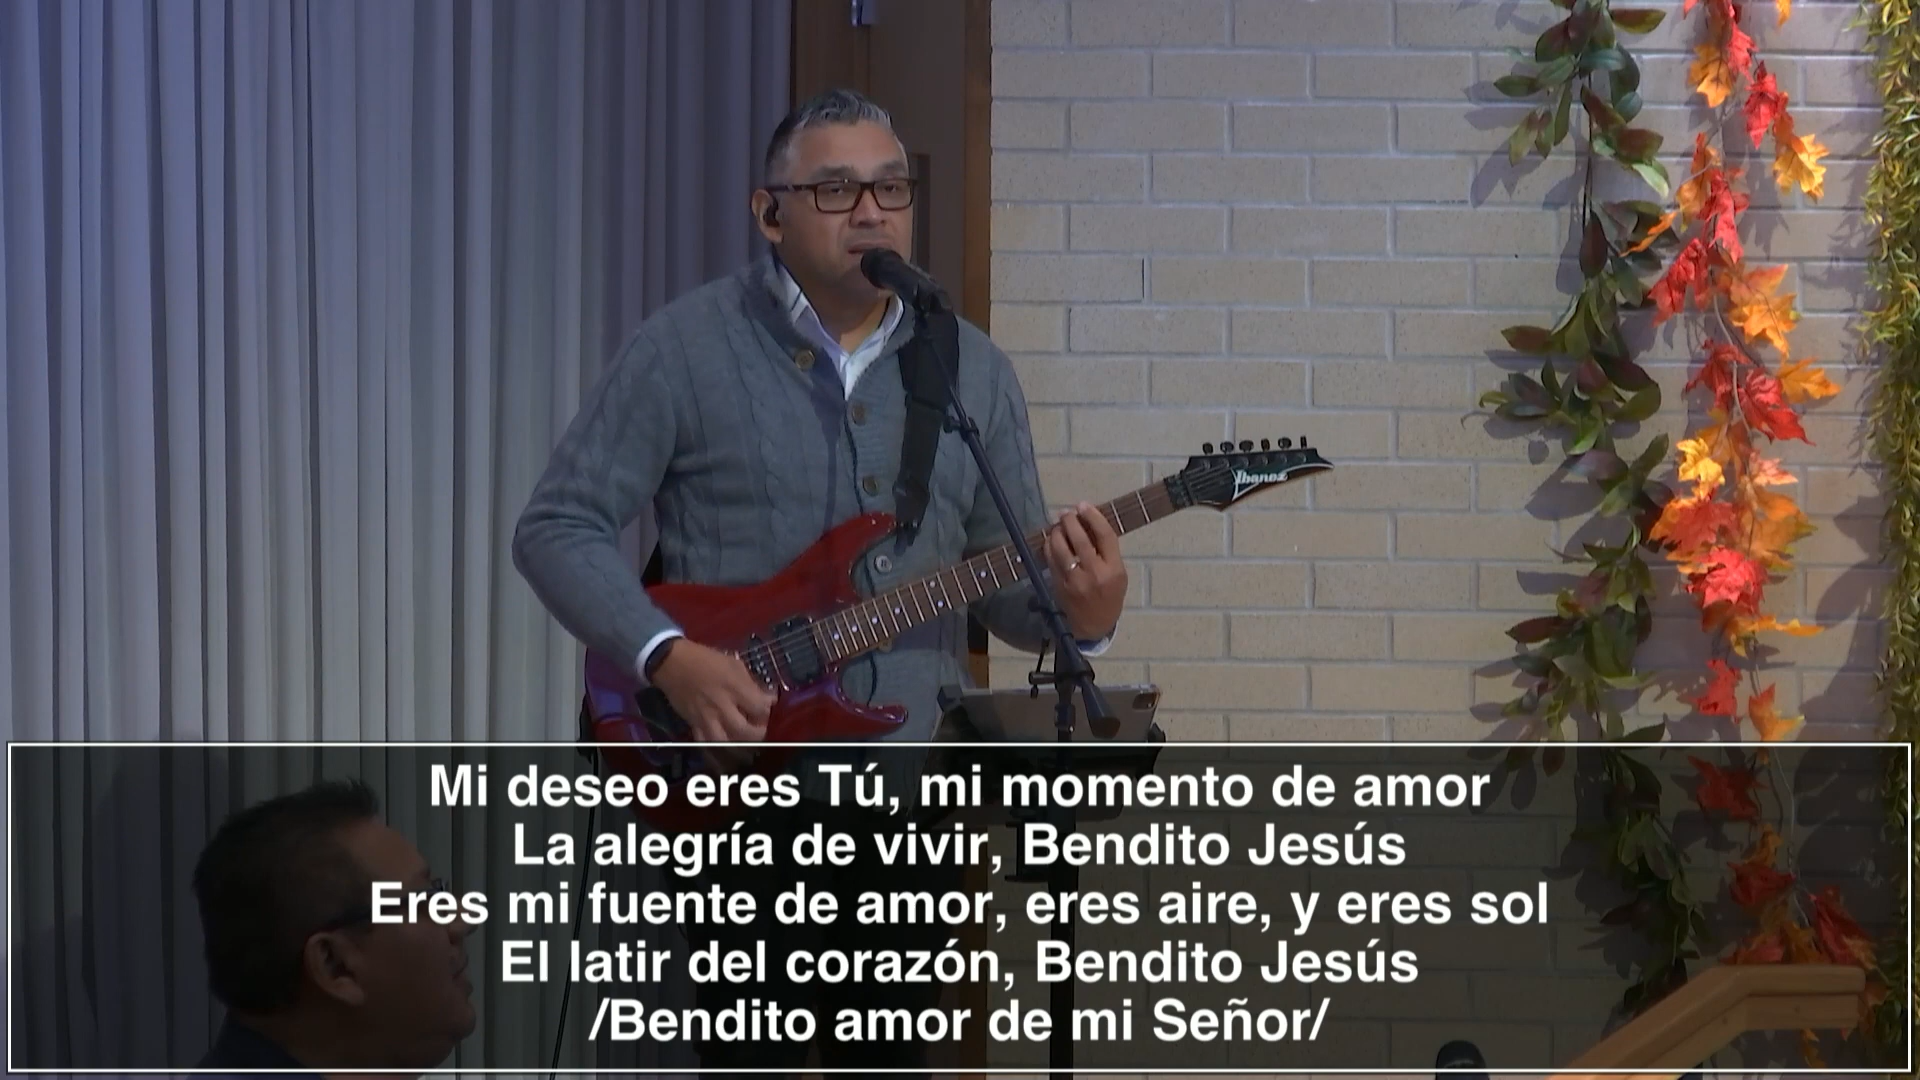 Ibanez
Mi deseo eres Tú, mi momento de amor
La alegría de vivir, Bendito Jesús
Eres mi fuente de amor, eres aire, y eres sol
El latir del corazón, Bendito Jesús
/Bendito amor de mi Señor/